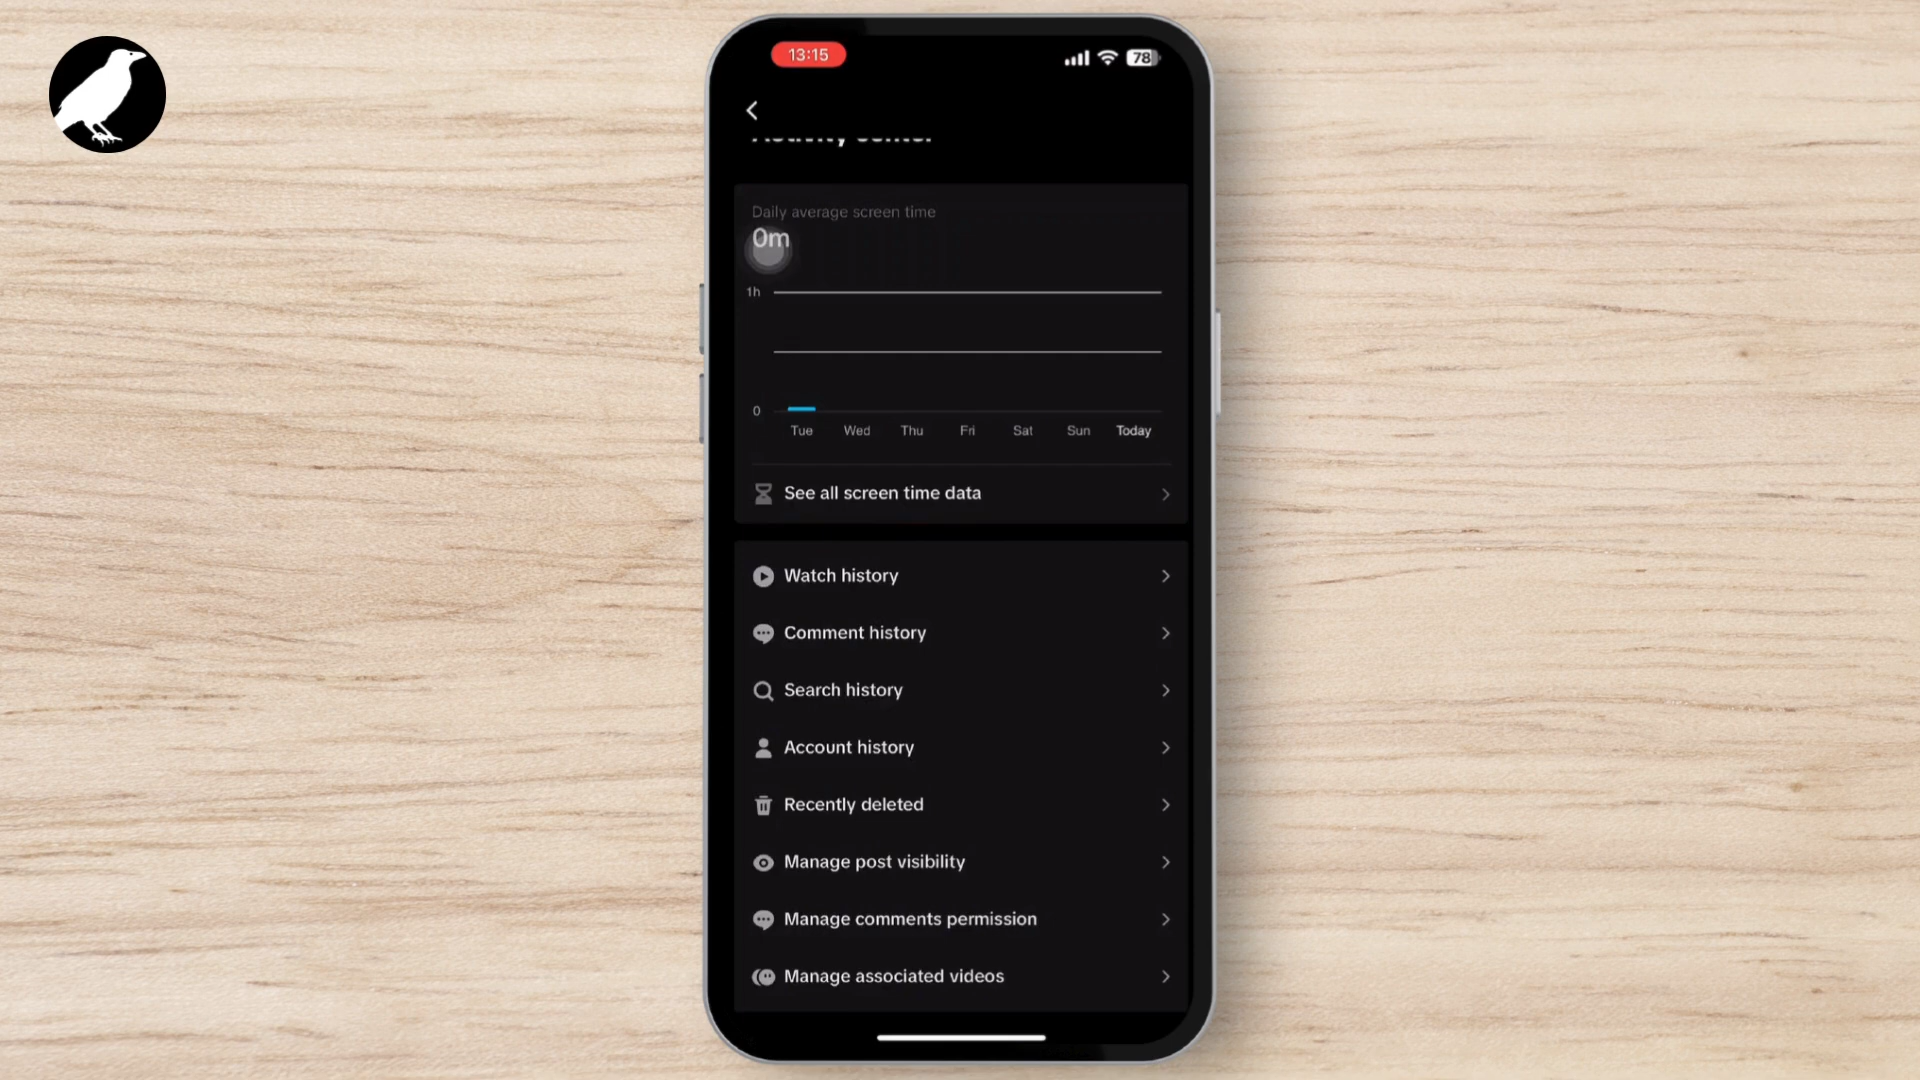 13:15
78
Activity center
Daily average screen time
0m
1h
0
Tue Wed Thu Fri Sat Sun Today
See all screen time data
Watch history
Comment history
Search history
Account history
Recently deleted
Manage post visibility
Manage comments permission
Manage associated videos